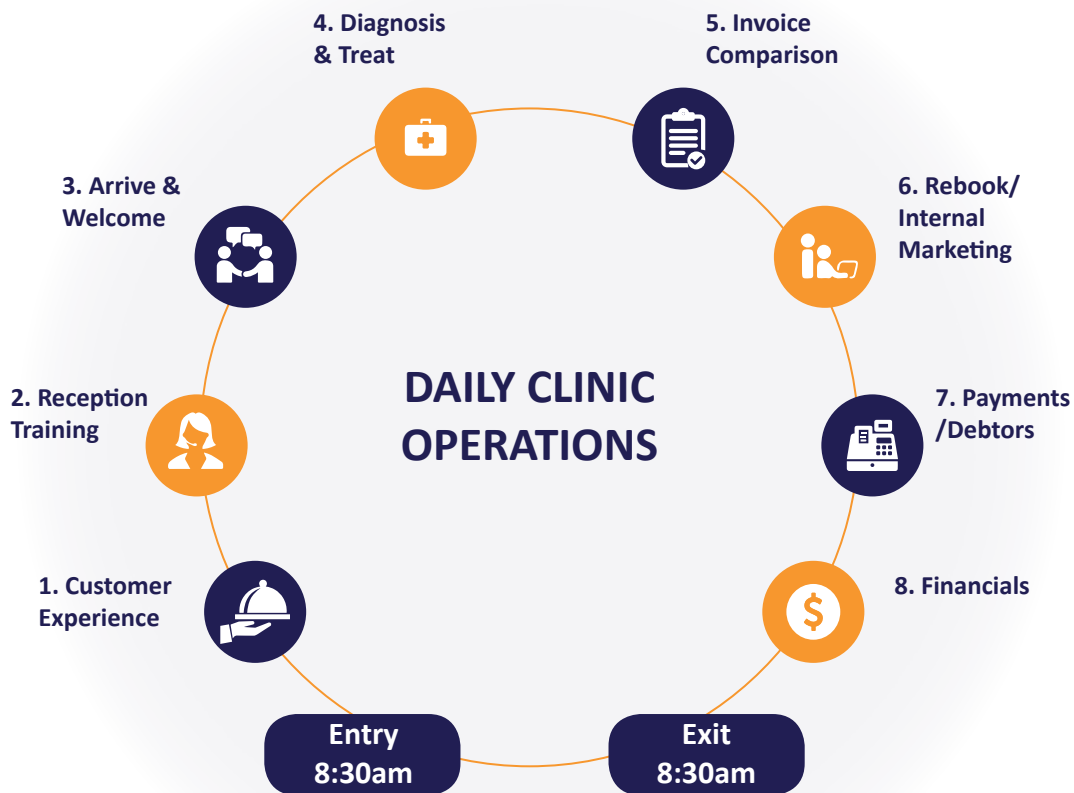 4. Diagnosis
& Treat
5. Invoice
Comparison
3. Arrive &
Welcome
6. Rebook/
Internal
Marketing
DAILY CLINIC
OPERATIONS
2. Reception
Training
7. Payments
/Debtors
1. Customer
Experience
8. Financials
$
Entry
8:30am
Exit
8:30am